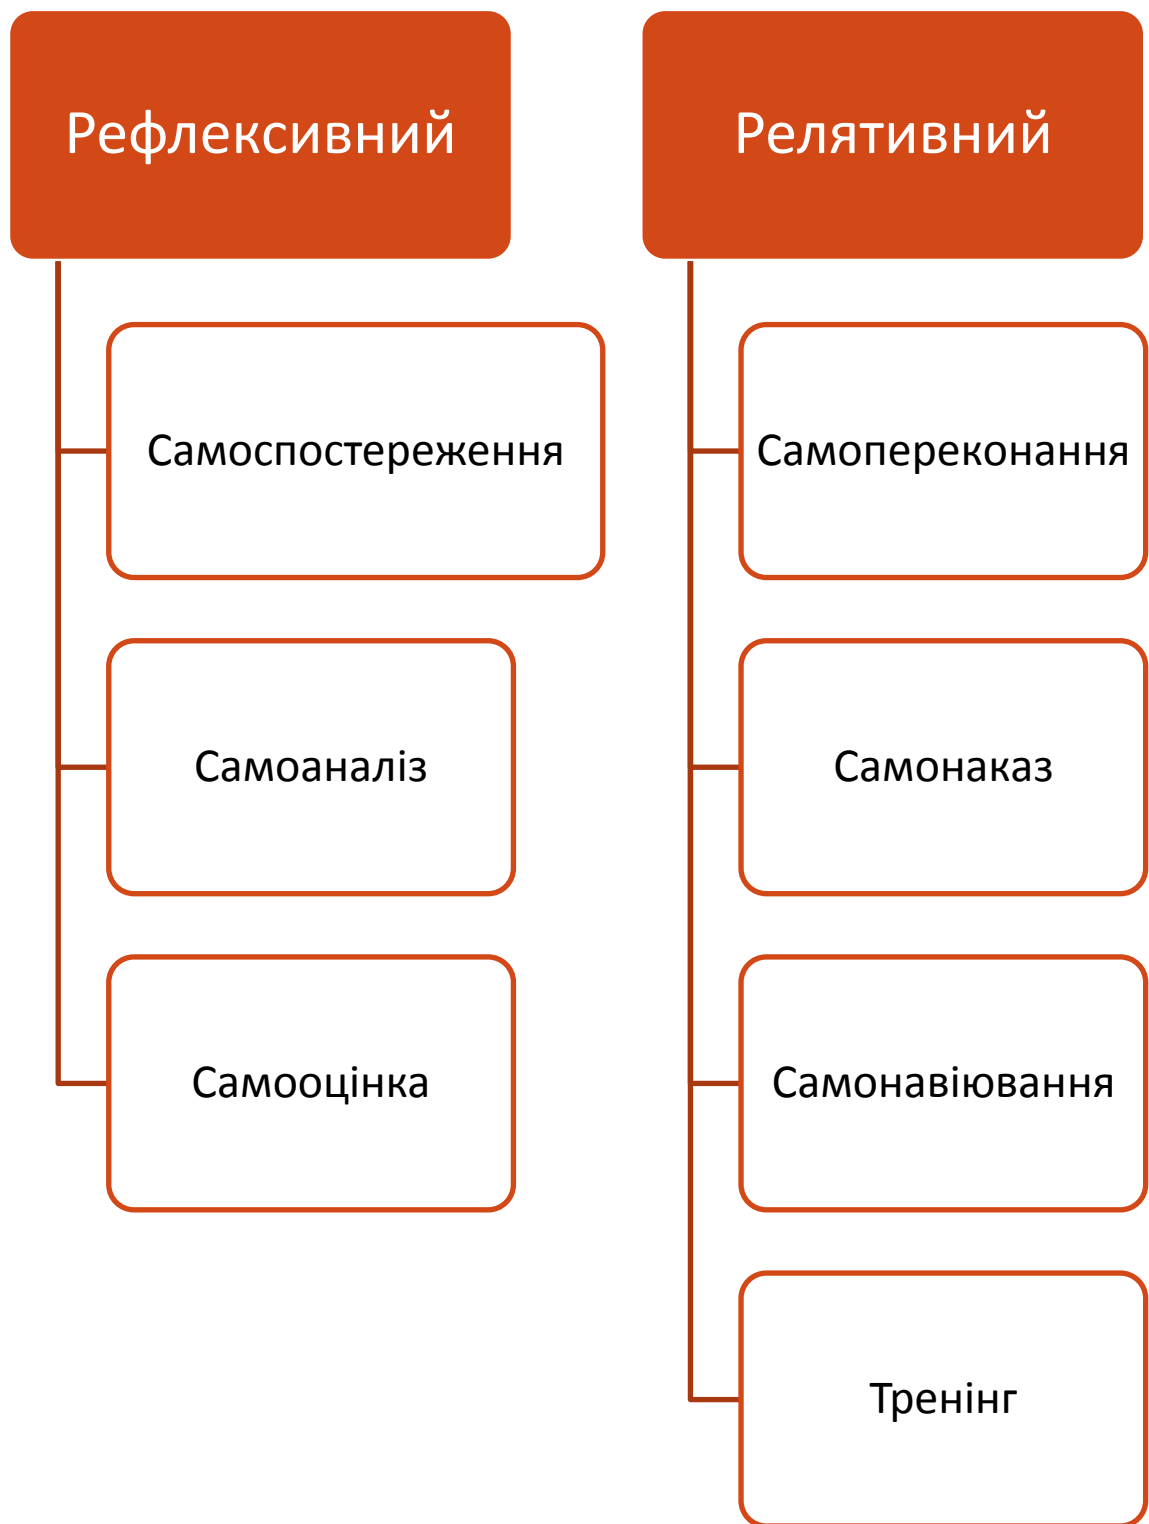 Рефлексивний
Самоспостереження
Самоаналіз
Самооцінка
Релятивний
Самопереконання
Самонаказ
Самонавіювання
Тренінг